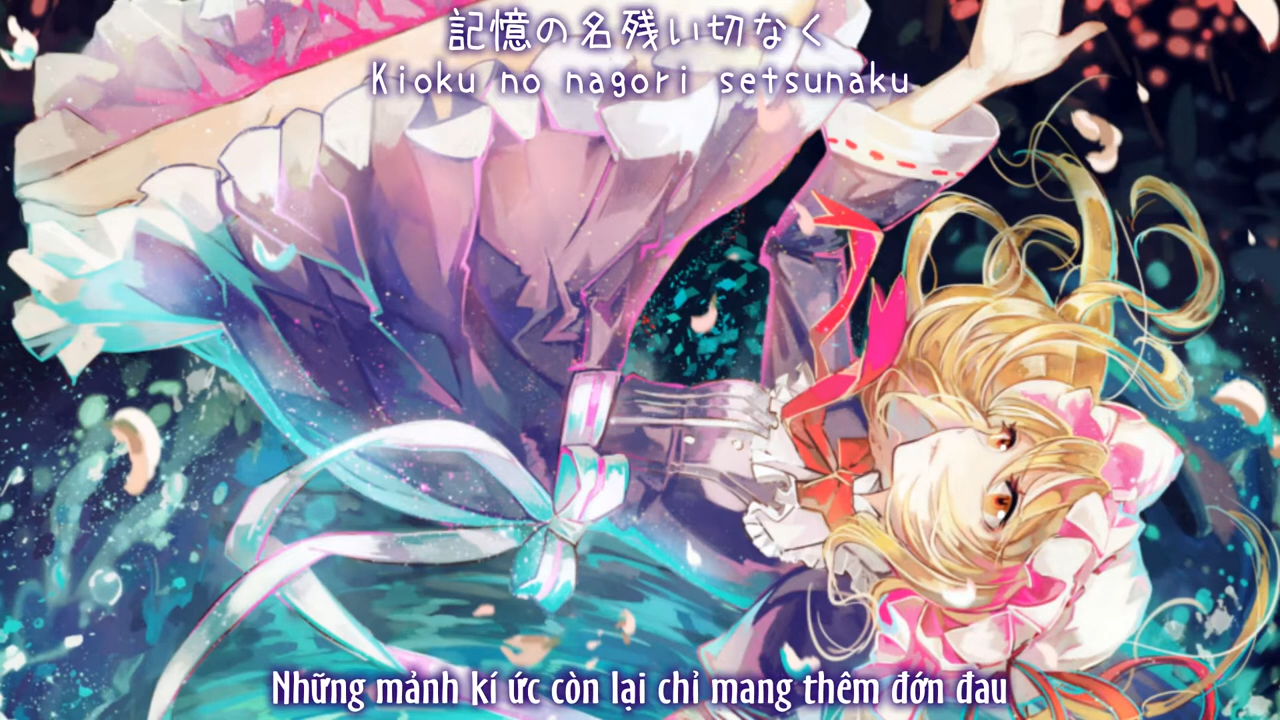 記憶の名残い切なく
Kioku no nagori setsunaku
Những mảnh kí ức còn lại chỉ mang thêm đớn đau